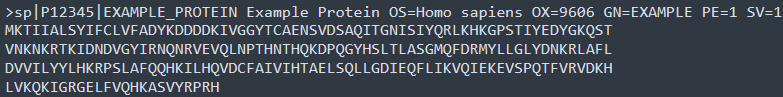 >sp|P12345|EXAMPLE_PROTEIN Example Protein OS=Homo sapiens OX=9606 GN=EXAMPLE PE=1 SV=1
MKTIIALSYIFCLVFADYKDDDDKIVGGYTCAENSVDSAQITGNISIYQRLKHKGPSTIYEDYGKQST
VNKNKRTKIDNDVGYIRNQNRVEVQLNPTHNTHQKDPQGYHSLTLASGMQFDRMYLLGLYDNKRLAFL
DVVILYYLHKRPSLAFQQHKILHQVDCFAIVIHTAELSQLLGDIEQFLIKVQIEKEVSPQTFVRVDKH
LVKQKIGRGELFVQHKASVYRPRH